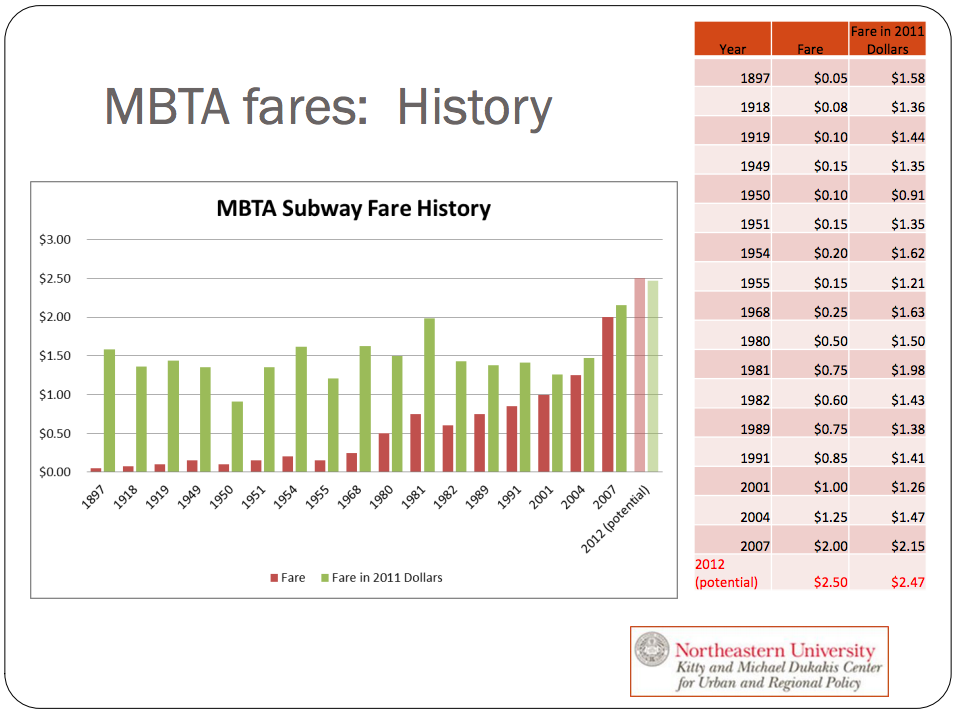 MBTA fares:  History
MBTA Subway Fare History
$3.00
$2.50
$2.00
$1.50
$1.00
$0.50
$0.00
1897 1918 1919 1949 1950 1951 1954 1955 1968 1980 1981 1982 1989 1991 2001 2004 2007 2012 (potential)
Fare Fare in 2011 Dollars
Year Fare Fare in 2011
Dollars
1897 $0.05 $1.58
1918 $0.08 $1.36
1919 $0.10 $1.44
1949 $0.15 $1.35
1950 $0.10 $0.91
1951 $0.15 $1.35
1954 $0.20 $1.62
1955 $0.15 $1.21
1968 $0.25 $1.63
1980 $0.50 $1.50
1981 $0.75 $1.98
1982 $0.60 $1.43
1989 $0.75 $1.38
1991 $0.85 $1.41
2001 $1.00 $1.26
2004 $1.25 $1.47
2007 $2.00 $2.15
2012
(potential) $2.50 $2.47
Northeastern University
Kitty and Michael Dukakis Center
for Urban and Regional Policy